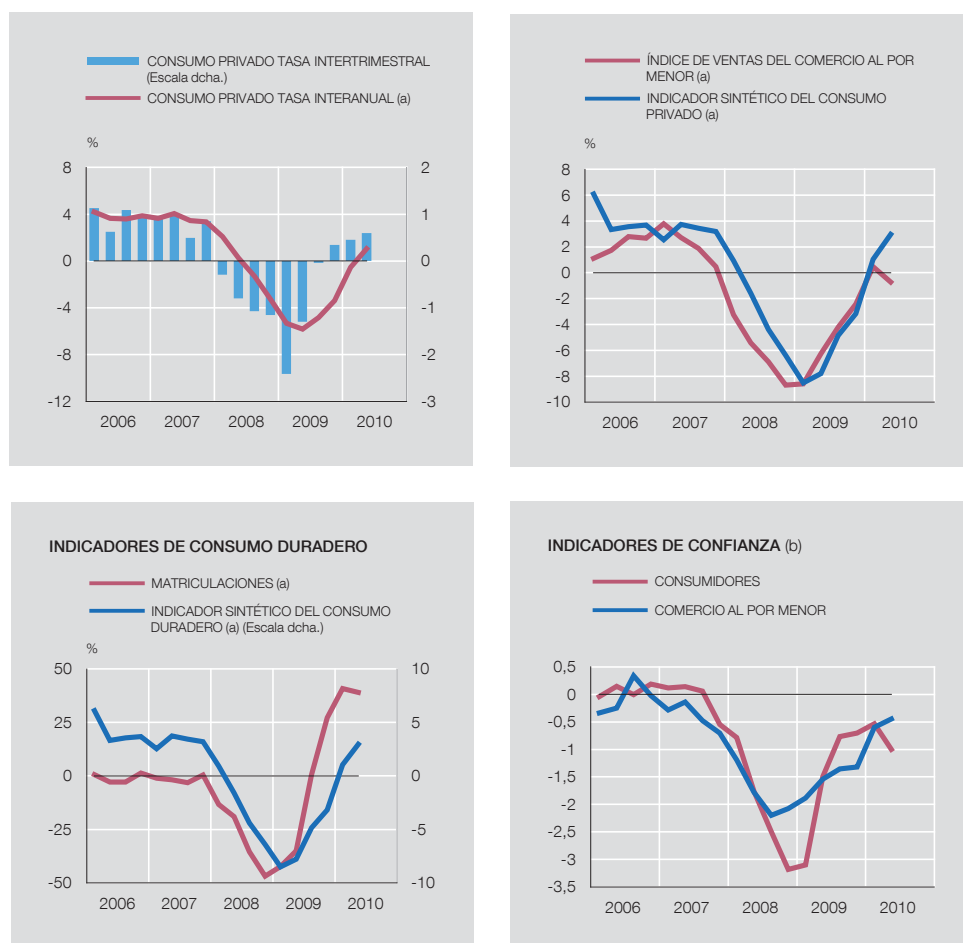 CONSUMO PRIVADO TASA INTERTRIMESTRAL
(Escala dcha.)
CONSUMO PRIVADO TASA INTERANUAL (a)
%
8
4
0
-4
-8
-12
2
1
0
-1
-2
-3
2006 2007 2008 2009 2010
ÍNDICE DE VENTAS DEL COMERCIO AL POR
MENOR (a)
INDICADOR SINTÉTICO DEL CONSUMO
PRIVADO (a)
%
8
6
4
2
0
-2
-4
-6
-8
-10
2006 2007 2008 2009 2010
INDICADORES DE CONSUMO DURADERO
MATRICULACIONES (a)
INDICADOR SINTÉTICO DEL CONSUMO
DURADERO (a) (Escala dcha.)
%
50
25
0
-25
-50
10
5
0
-5
-10
2006 2007 2008 2009 2010
INDICADORES DE CONFIANZA (b)
CONSUMIDORES
COMERCIO AL POR MENOR
0,5
0
-0,5
-1
-1,5
-2
-2,5
-3
-3,5
2006 2007 2008 2009 2010